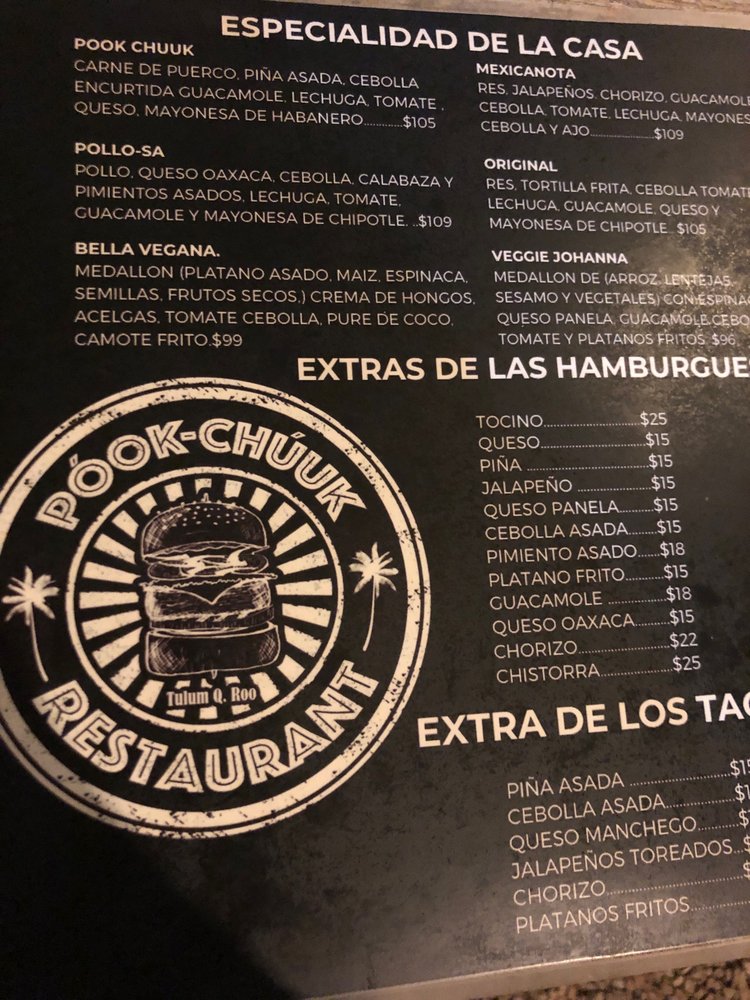 ESPECIALIDAD DE LA CASA
POOK CHUUK
CARNE DE PUERCO, PIÑA ASADA, CEBOLLA
ENCURTIDA GUACAMOLE, LECHUGA, TOMATE ,
QUESO, MAYONESA DE HABANERO............$105
POLLO-SA
POLLO, QUESO OAXACA, CEBOLLA, CALABAZA Y
PIMIENTOS ASADOS, LECHUGA, TOMATE,
GUACAMOLE Y MAYONESA DE CHIPOTLE. ..$109
BELLA VEGANA.
MEDALLON (PLATANO ASADO, MAIZ, ESPINACA,
SEMILLAS, FRUTOS SECOS,) CREMA DE HONGOS,
ACELGAS, TOMATE CEBOLLA, PURE DE COCO,
CAMOTE FRITO.$99
MEXICANOTA
RES, JALAPEÑOS, CHORIZO, GUACAMOLE
CEBOLLA, TOMATE, LECHUGA, MAYONES
CEBOLLA Y AJO...................$109
ORIGINAL
RES, TORTILLA FRITA, CEBOLLA TOMATE
LECHUGA, GUACAMOLE, QUESO Y
MAYONESA DE CHIPOTLE. $105
VEGGIE JOHANNA
MEDALLON DE (ARROZ, LENTEJAS,
SESAMO Y VEGETALES) CON ESPINAC
QUESO PANELA, GUACAMOLE,CEBO
TOMATE Y PLATANOS FRITOS. $96
EXTRAS DE LAS HAMBURGUE
TOCINO.......................$25
QUESO.........................$15
PIÑA ............................$15
JALAPEÑO ..................$15
QUESO PANELA........$15
CEBOLLA ASADA.......$15
PIMIENTO ASADO.....$18
PLATANO FRITO.........$15
GUACAMOLE .............$18
QUESO OAXACA........$15
CHORIZO.....................$22
CHISTORRA.................$25
EXTRA DE LOS TAC
PIÑA ASADA ........................$15
CEBOLLA ASADA................$1
QUESO MANCHEGO..........$
JALAPEÑOS TOREADOS...$
CHORIZO..............................$
PLATANOS FRITOS..............
PÓOK-CHÚUK
Tulum Q. Roo
RESTAURANT